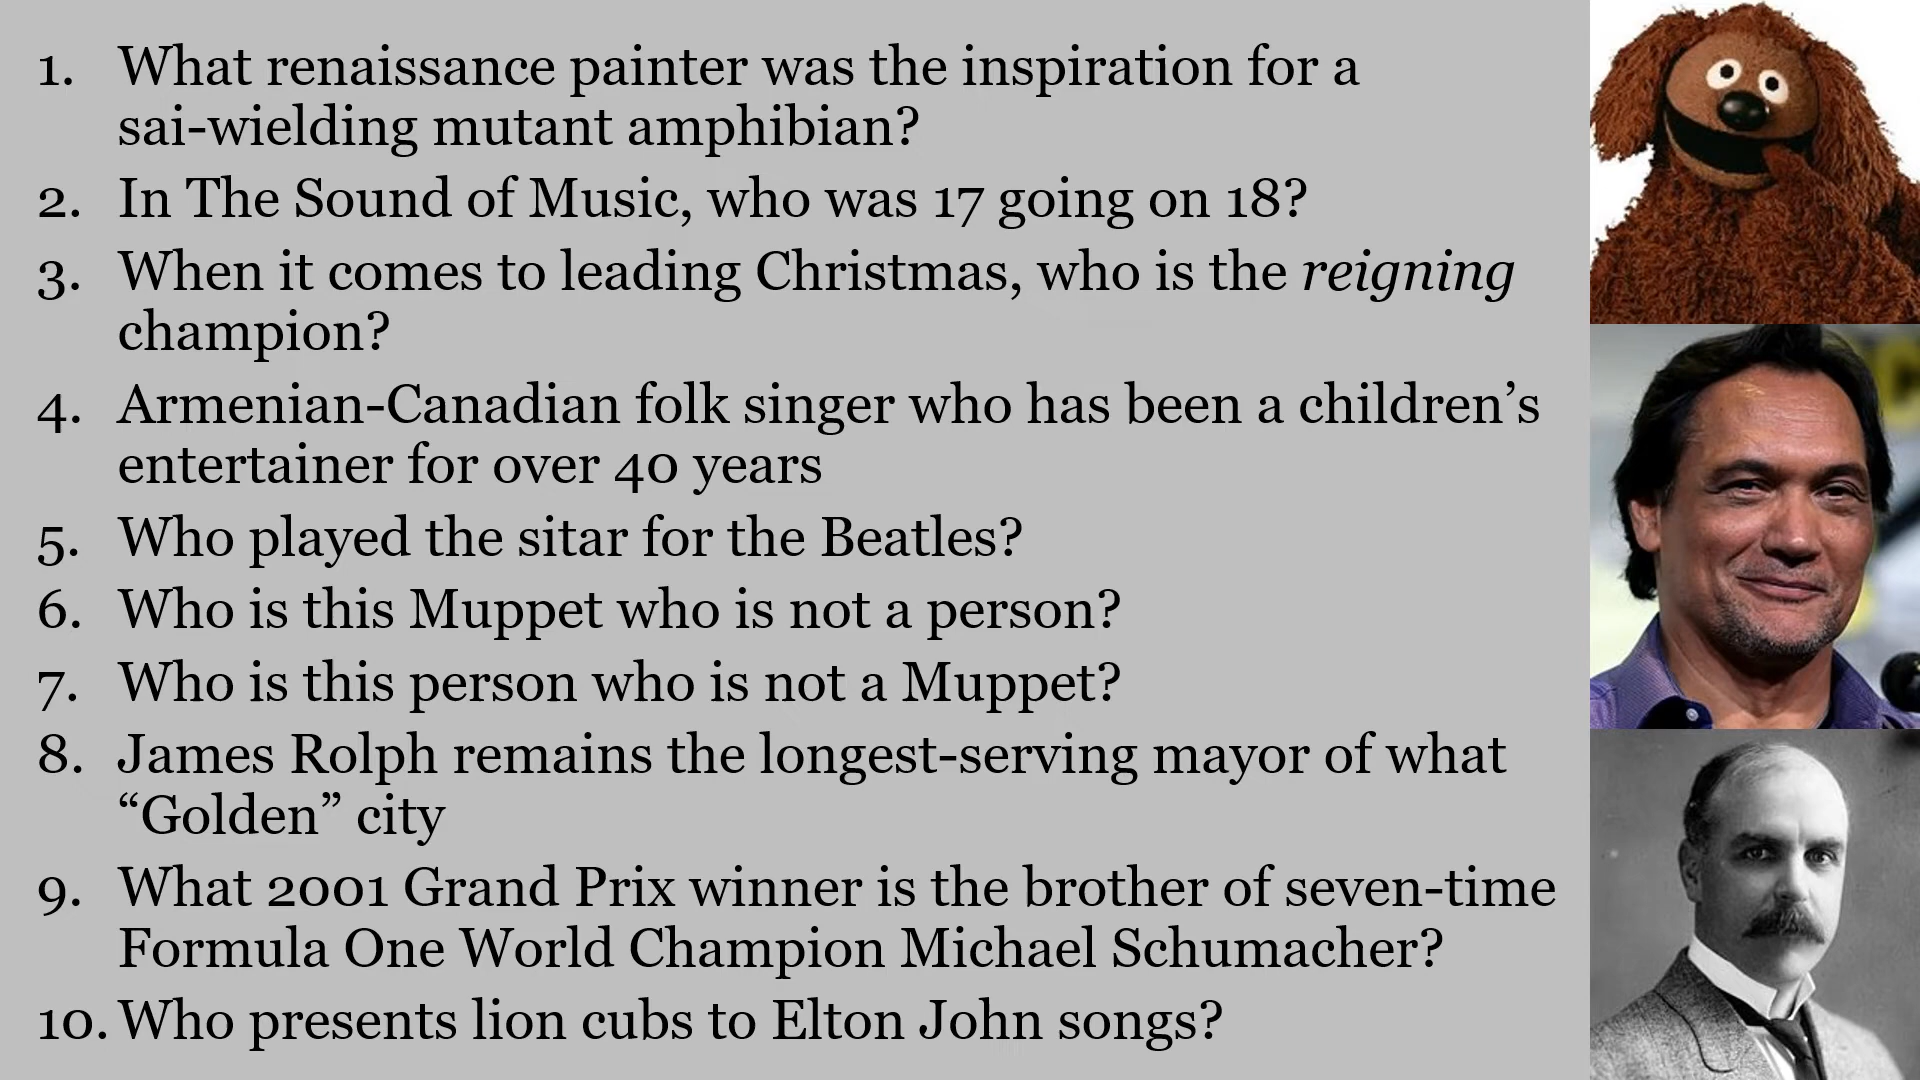 1. What renaissance painter was the inspiration for a
sai-wielding mutant amphibian?
2. In The Sound of Music, who was 17 going on 18?
3. When it comes to leading Christmas, who is the reigning
champion?
4. Armenian-Canadian folk singer who has been a children’s
entertainer for over 40 years
5. Who played the sitar for the Beatles?
6. Who is this Muppet who is not a person?
7. Who is this person who is not a Muppet?
8. James Rolph remains the longest-serving mayor of what
“Golden” city
9. What 2001 Grand Prix winner is the brother of seven-time
Formula One World Champion Michael Schumacher?
10. Who presents lion cubs to Elton John songs?